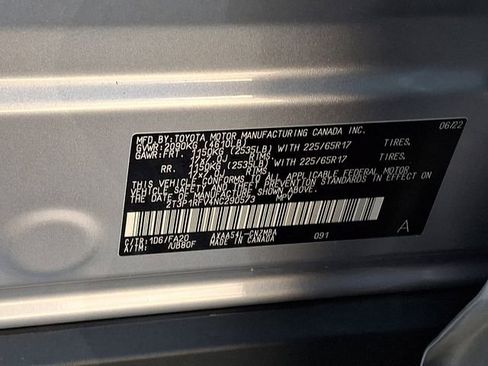 MFD.BY:TOYOTA MOTOR MANUFACTURING CANADA INC. 06/22
GVWR:2090KG (4610LB)
GAWR:FRT. 1150KG (2535LB) WITH 225/65R17 TIRES,
RIMS,
RR. 1150KG (2535LB) WITH 225/65R17 TIRES,
RIMS,
THIS VEHICLE CONFORMS TO ALL APPLICABLE FEDERAL MOTOR
VEHICLE SAFETY AND THEFT PREVENTION STANDARDS IN EFFECT ON
THE DATE OF MANUFACTURE SHOWN ABOVE.
MPV
C/TR:1D6/FA20 AXAA54L-CNZMBA
A/TM: /UB80F MADE IN CANADA 091 A